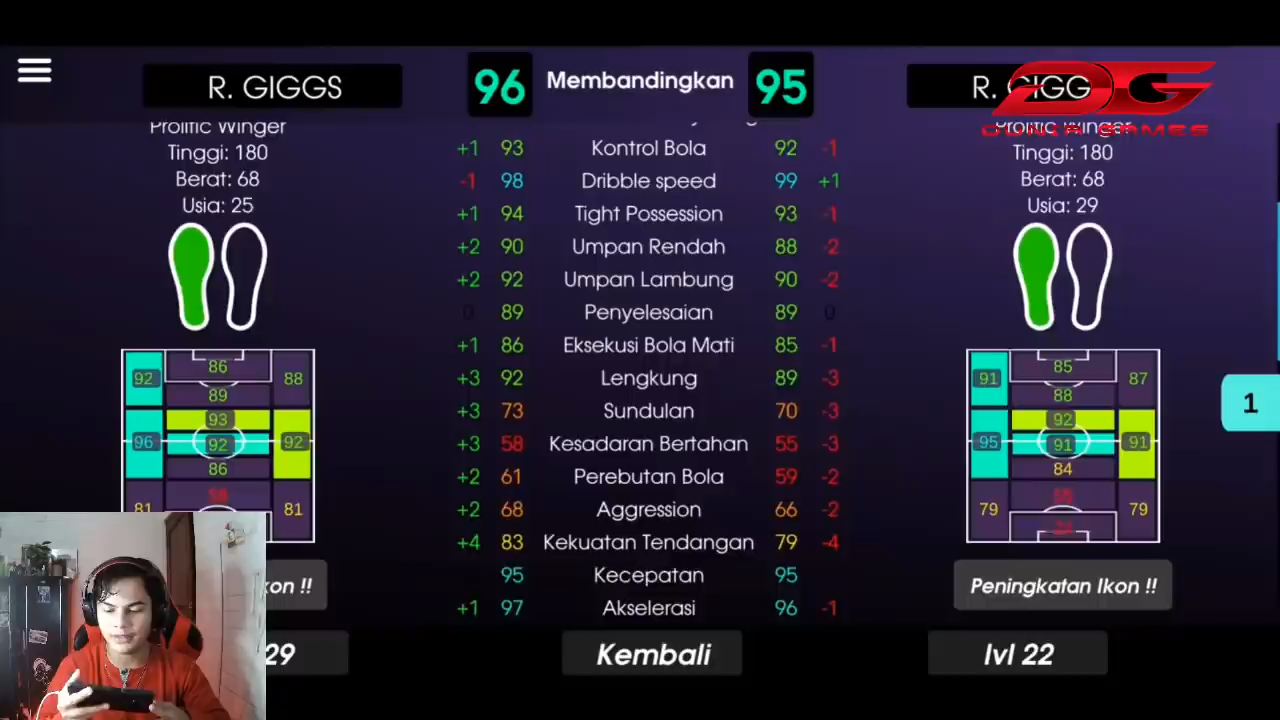 R. GIGGS
96
Membandingkan
95
R. GIGG
DUNIA GAMES
Prolific Winger
Tinggi: 180
Berat: 68
Usia: 25
Prolific Winger
Tinggi: 180
Berat: 68
Usia: 29
+1 93 Kontrol Bola 92 -1
-1 98 Dribble speed 99 +1
+1 94 Tight Possession 93 -1
+2 90 Umpan Rendah 88 -2
+2 92 Umpan Lambung 90 -2
0 89 Penyelesaian 89 0
+1 86 Eksekusi Bola Mati 85 -1
+3 92 Lengkung 89 -3
+3 73 Sundulan 70 -3
+3 58 Kesadaran Bertahan 55 -3
+2 61 Perebutan Bola 59 -2
+2 68 Aggression 66 -2
+4 83 Kekuatan Tendangan 79 -4
95 Kecepatan 95
+1 97 Akselerasi 96 -1
86
92 88
89
93
96 92 92
86
58
81 81
85
91 87
88
92
95 91 91
84
79 79
1
kon !!
Peningkatan Ikon !!
29
Kembali
lvl 22